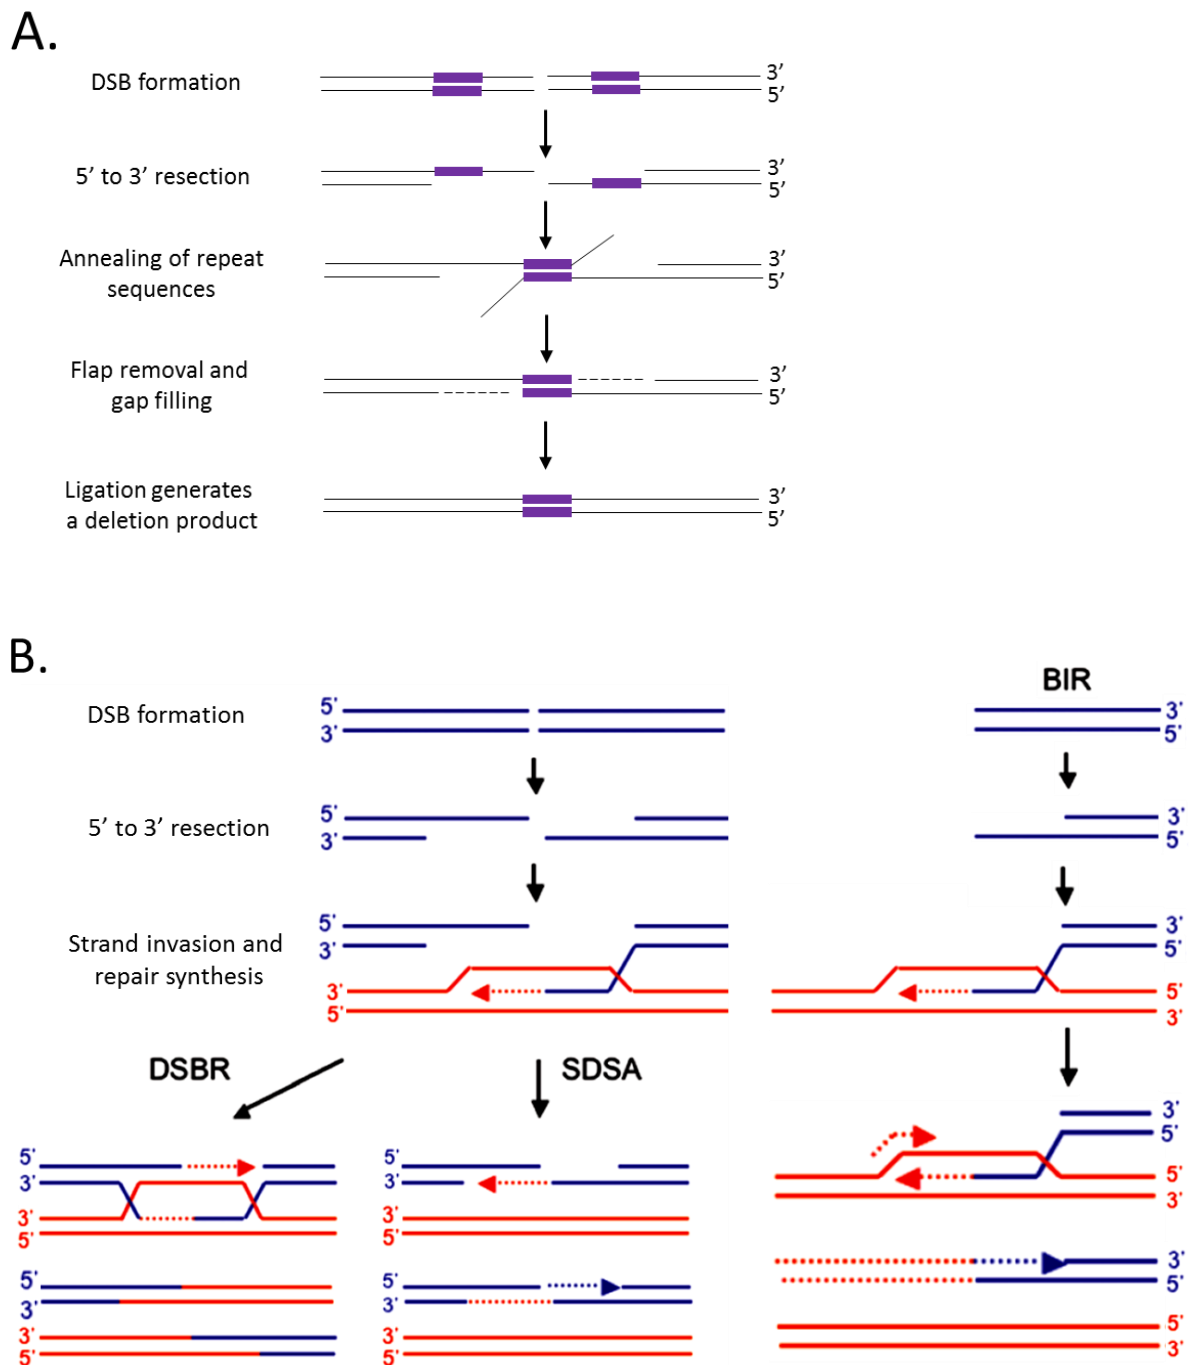 A.
DSB formation
3’
5’
5’ to 3’ resection
3’
5’
Annealing of repeat
sequences
3’
5’
Flap removal and
gap filling
3’
5’
Ligation generates
a deletion product
3’
5’
B.
BIR
DSB formation
5'
3'
3'
5'
5’ to 3’ resection
5'
3'
3'
5'
Strand invasion and
repair synthesis
5'
3'
3'
5'
3'
5'
5'
3'
DSBR
SDSA
3'
5'
5'
3'
5'
3'
3'
5'
5'
3'
3'
5'
5'
3'
3'
5'
5'
3'
3'
5'
3'
5'
5'
3'